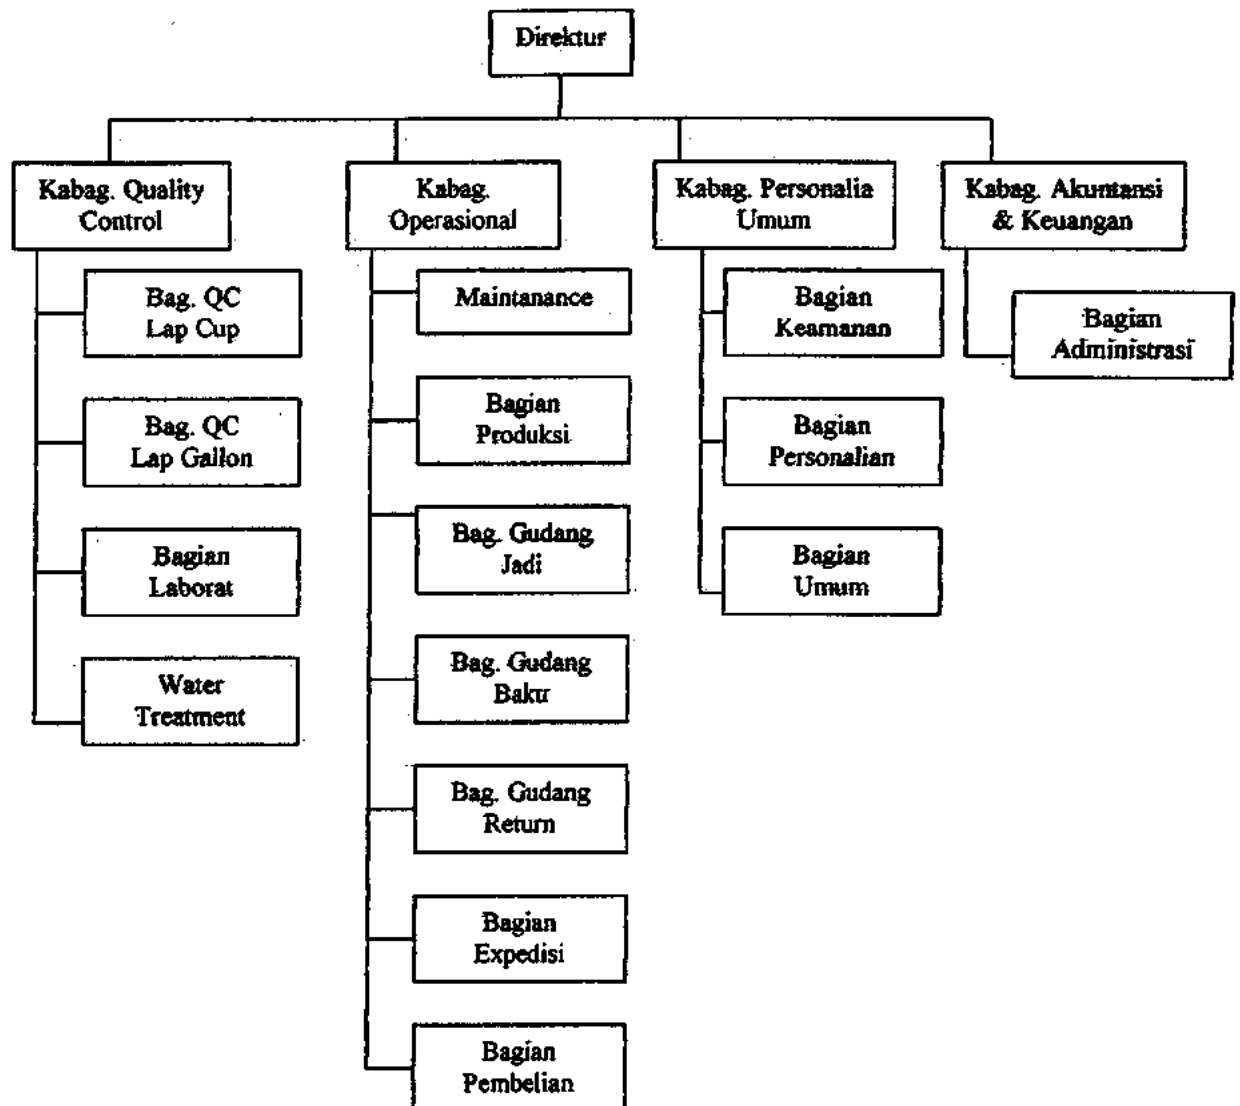 Direktur
Kabag. Quality
Control
Kabag.
Operasional
Kabag. Personalia
Umum
Kabag. Akuntansi
& Keuangan
Bag. QC
Lap Cup
Bag. QC
Lap Gallon
Bagian
Laborat
Water
Treatment
Maintanance
Bagian
Produksi
Bag. Gudang
Jadi
Bag. Gudang
Baku
Bag. Gudang
Return
Bagian
Expedisi
Bagian
Pembelian
Bagian
Keamanan
Bagian
Personalian
Bagian
Umum
Bagian
Administrasi